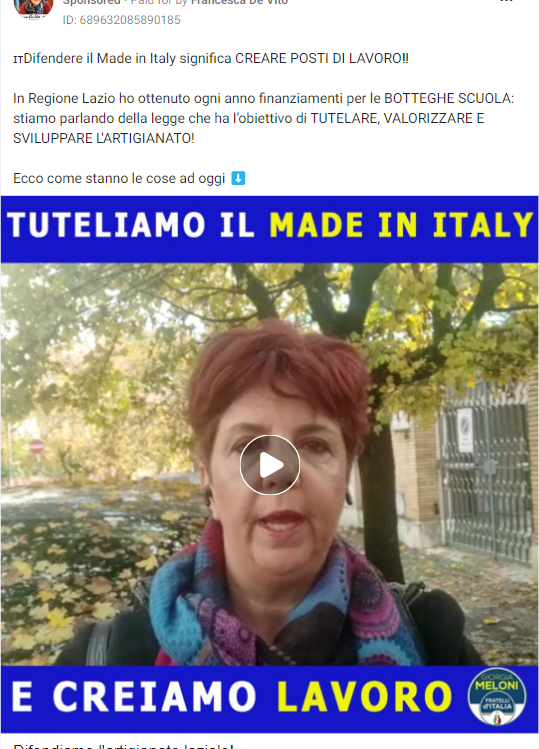 Sponsored • Paid for by Francesca De Vito
ID: 689632085890185
ITDifendere il Made in Italy significa CREARE POSTI DI LAVORO!!
In Regione Lazio ho ottenuto ogni anno finanziamenti per le BOTTEGHE SCUOLA:
stiamo parlando della legge che ha l'obiettivo di TUTELARE, VALORIZZARE E
SVILUPPARE L'ARTIGIANATO!
Ecco come stanno le cose ad oggi ⬇️
TUTELIAMO IL MADE IN ITALY
E CREIAMO LAVORO
GIORGIA
MELONI
FRATELLI
d'ITALIA
Difendiamo l'artigianato laziale!